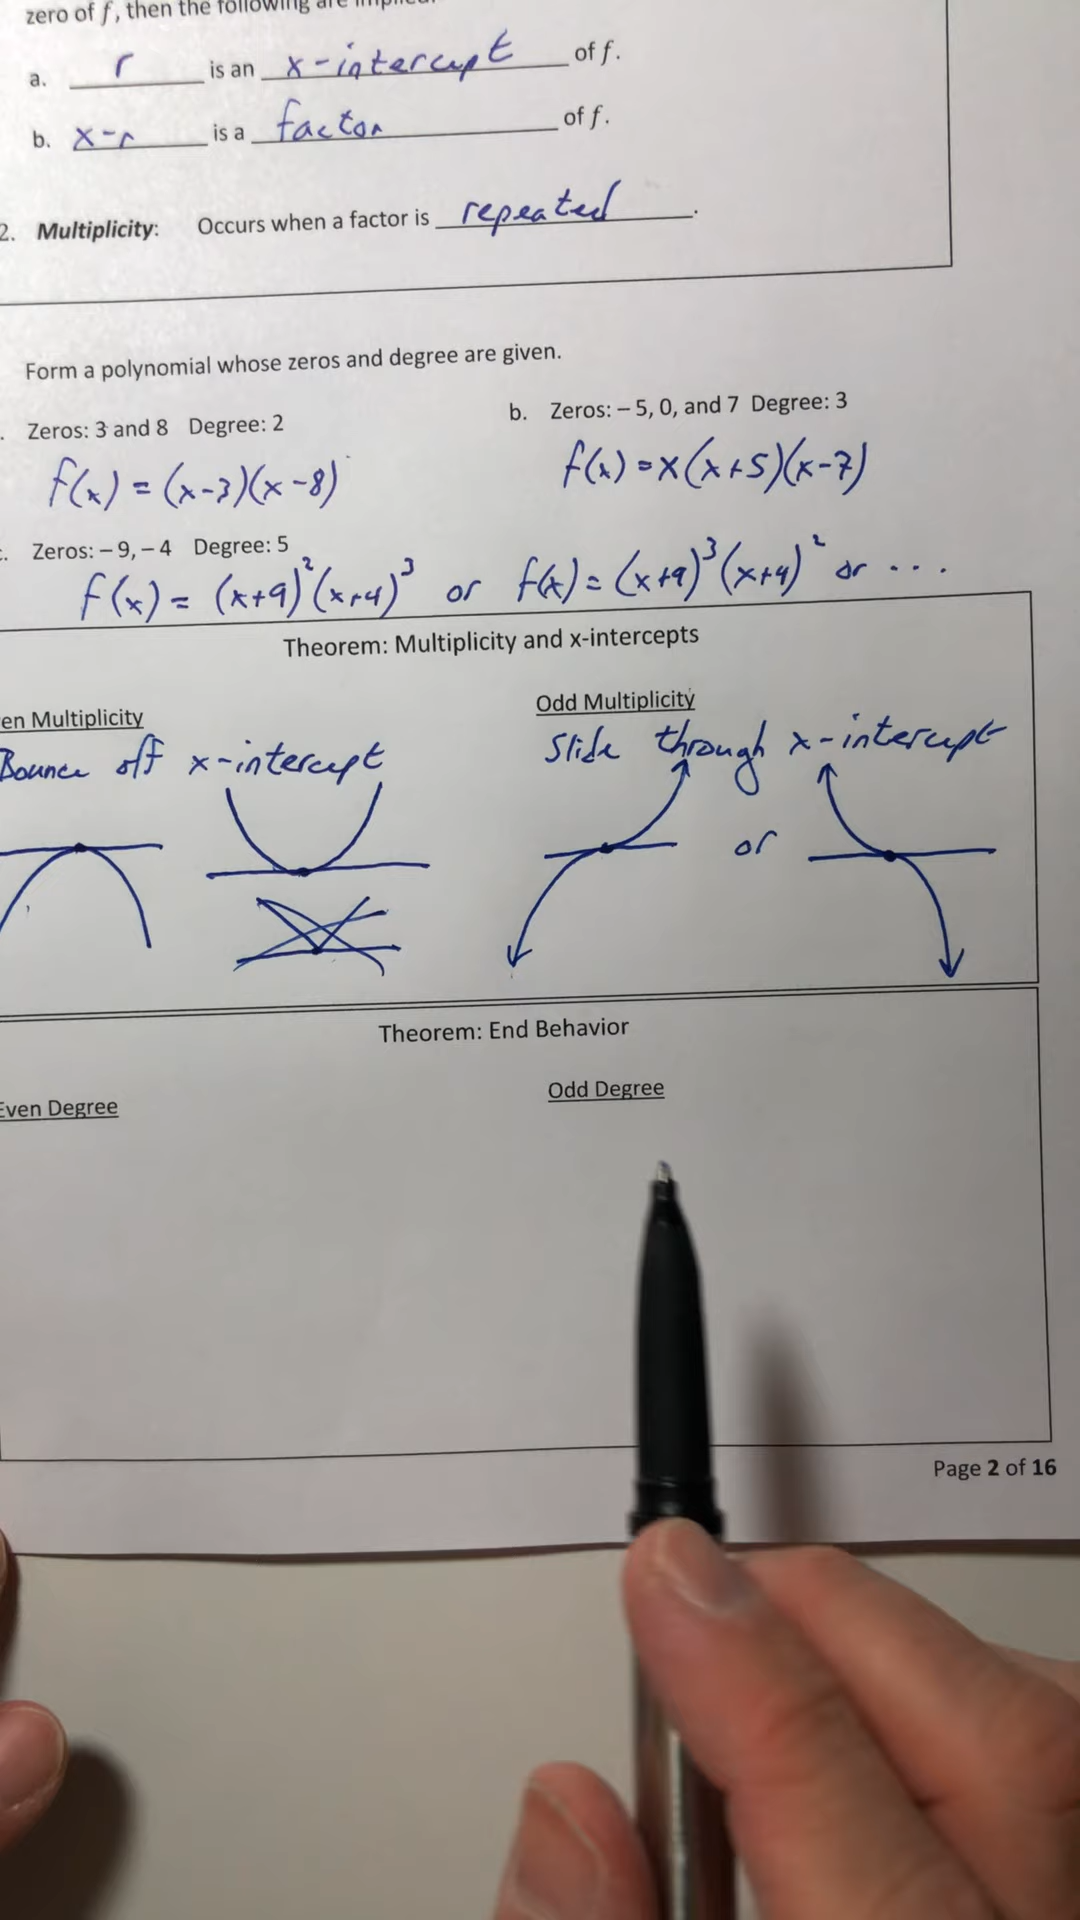 zero of f, then the following are implied.
a. r is an x-intercept of f.
b. x-r is a factor of f.
2. Multiplicity: Occurs when a factor is repeated.
Form a polynomial whose zeros and degree are given.
. Zeros: 3 and 8 Degree: 2
b. Zeros: – 5, 0, and 7 Degree: 3
f(x) = (x-3)(x-8)
f(x) = x(x+5)(x-7)
. Zeros: – 9, – 4 Degree: 5
f(x) = (x+9)²(x+4)³ or f(x) = (x+9)³(x+4)² or ...
Theorem: Multiplicity and x-intercepts
en Multiplicity
Odd Multiplicity
Bounce off x-intercept
Slide through x-intercept
or
Theorem: End Behavior
Even Degree
Odd Degree
Page 2 of 16